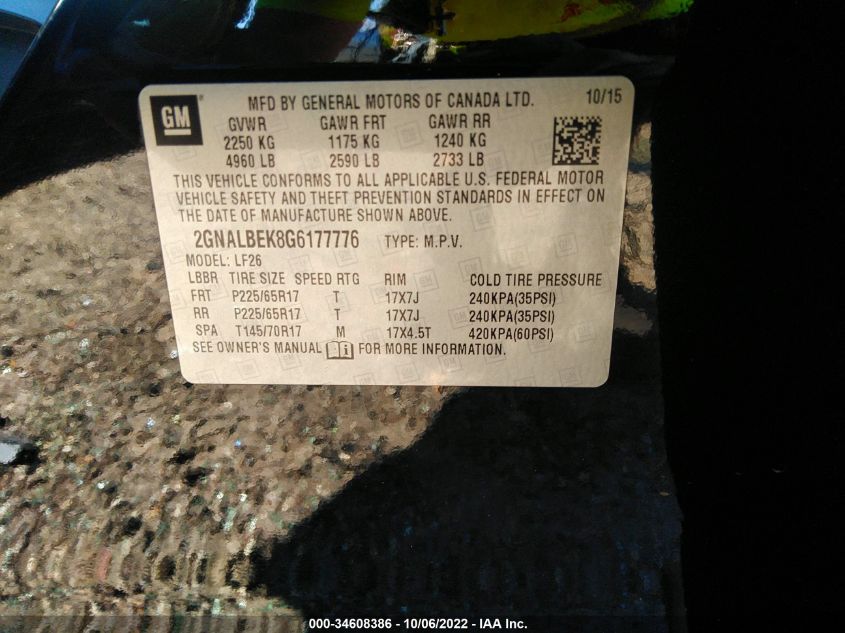 GM
MFD BY GENERAL MOTORS OF CANADA LTD. 10/15
GVWR GAWR FRT GAWR RR
2250 KG 1175 KG 1240 KG
4960 LB 2590 LB 2733 LB
THIS VEHICLE CONFORMS TO ALL APPLICABLE U.S. FEDERAL MOTOR
VEHICLE SAFETY AND THEFT PREVENTION STANDARDS IN EFFECT ON
THE DATE OF MANUFACTURE SHOWN ABOVE.
2GNALBEK8G6177776 TYPE: M.P.V.
MODEL: LF26
LBBR TIRE SIZE SPEED RTG RIM COLD TIRE PRESSURE
FRT P225/65R17 T 17X7J 240KPA(35PSI)
RR P225/65R17 T 17X7J 240KPA(35PSI)
SPA T145/70R17 M 17X4.5T 420KPA(60PSI)
SEE OWNER'S MANUAL FOR MORE INFORMATION.
000-34608386 - 10/06/2022 - IAA Inc.